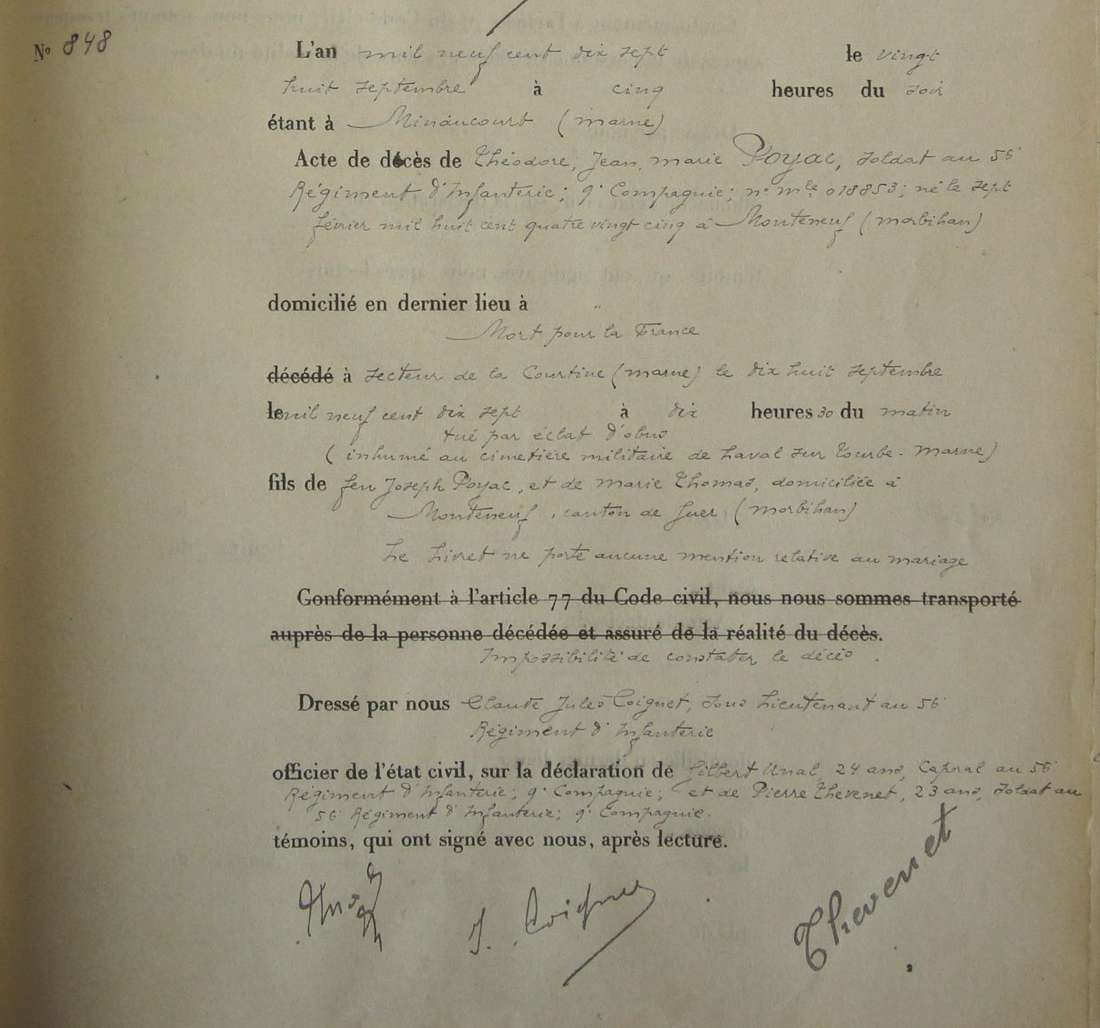 N° 848
L'an mil neuf cent dix sept le vingt
huit septembre à cinq heures du soir
étant à Minaucourt (marne)
Acte de décès de Théodore, Jean, marie Poyac, soldat au 56ᵉ
Régiment d'Infanterie; 9ᵉ Compagnie; n° mˡᵉ 018853; né le sept
février mil huit cent quatre vingt cinq à Monteneuf (morbihan)
domicilié en dernier lieu à
Mort pour la France
décédé à secteur de la Courtine (marne) le dix huit septembre
le mil neuf cent dix sept à dix heures 30 du matin
tué par éclat d'obus
(inhumé au cimetière militaire de Laval sur Tourbe - Marne)
fils de feu Joseph Poyac, et de marie Thomas, domiciliée à
Monteneuf, canton de Guer (morbihan)
Le Livret ne porte aucune mention relative au mariage
Conformément à l'article 77 du Code civil, nous nous sommes transporté
auprès de la personne décédée et assuré de la réalité du décès.
Impossibilité de constater le décès.
Dressé par nous Claude Jules Coignet, Sous Lieutenant au 56ᵉ
Régiment d'Infanterie
officier de l'état civil, sur la déclaration de Gilbert Unal, 24 ans, Caporal au 56ᵉ
Régiment d'Infanterie; 9ᵉ Compagnie; et de Pierre Thevenet, 23 ans, soldat au
56ᵉ Régiment d'Infanterie; 9ᵉ Compagnie.
témoins, qui ont signé avec nous, après lecture.
J. Coignet Thevenet